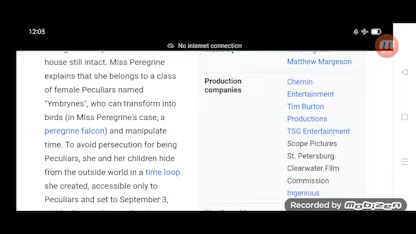 12:03
No internet connection
house still intact. Miss Peregrine
explains that she belongs to a class
of female Peculiars named
"Ymbrynes", who can transform into
birds (in Miss Peregrine's case, a
peregrine falcon) and manipulate
time. To avoid persecution for being
Peculiars, she and her children hide
from the outside world in a time loop
she created, accessible only to
Peculiars and set to September 3,
Matthew Margeson
Production
companies
Chernin
Entertainment
Tim Burton
Productions
TSG Entertainment
Scope Pictures
St. Petersburg
Clearwater Film
Commission
Ingenious
Recorded by Mobizen